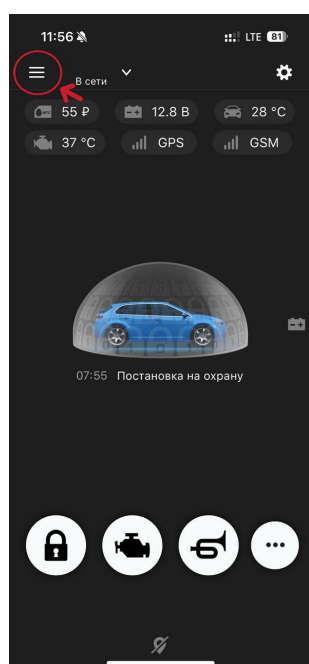 11:56 LTE 81
В сети
55 ₽ 12.8 В 28 °C
37 °C GPS GSM
07:55 Постановка на охрану